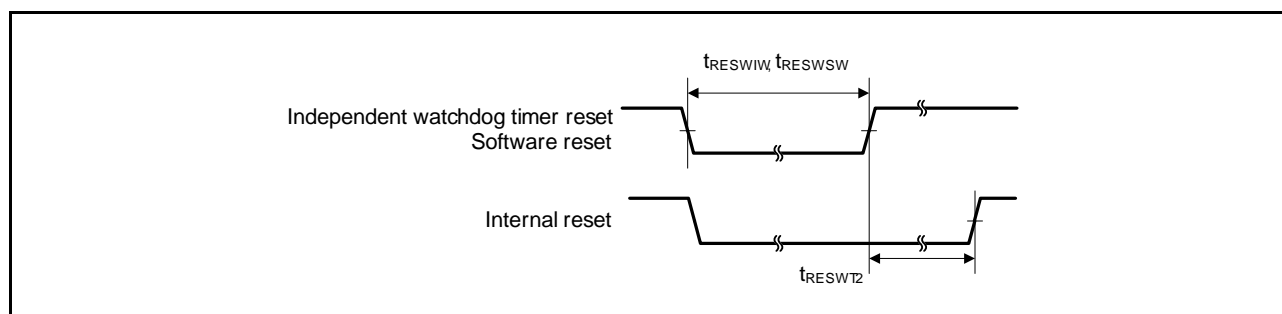 tRESWIW, tRESWSW
Independent watchdog timer reset
Software reset
Internal reset
tRESWT2